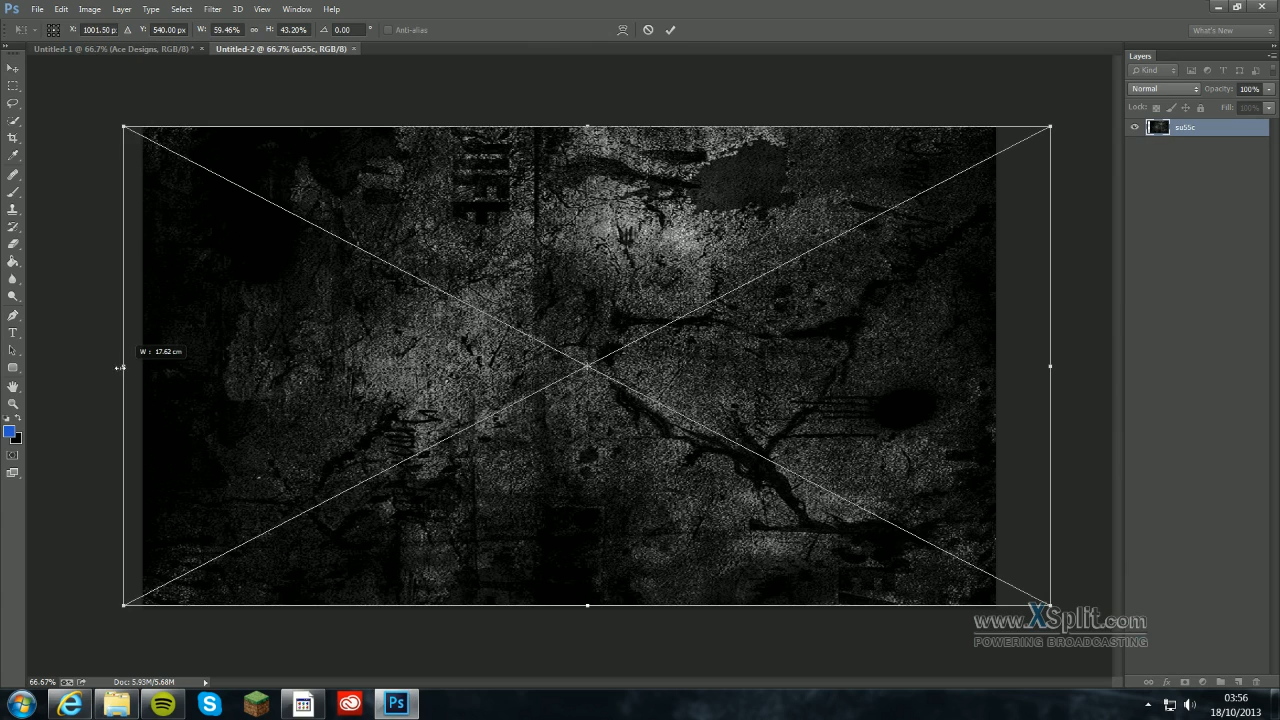 Ps File Edit Image Layer Type Select Filter 3D View Window Help
X: 1001.50 px Y: 540.00 px W: 59.46% H: 43.20% 0.00 ° Anti-alias What's New
Untitled-1 @ 66.7% (Ace Designs, RGB/8) * × Untitled-2 @ 66.7% (su55c, RGB/8) ×
Layers
Kind
Normal Opacity: 100%
Lock: Fill: 100%
su55c
W : 17.62 cm
www.XSplit.com
POWERING BROADCASTING
66.67% Doc: 5.93M/5.68M
Ps
03:56
18/10/2013